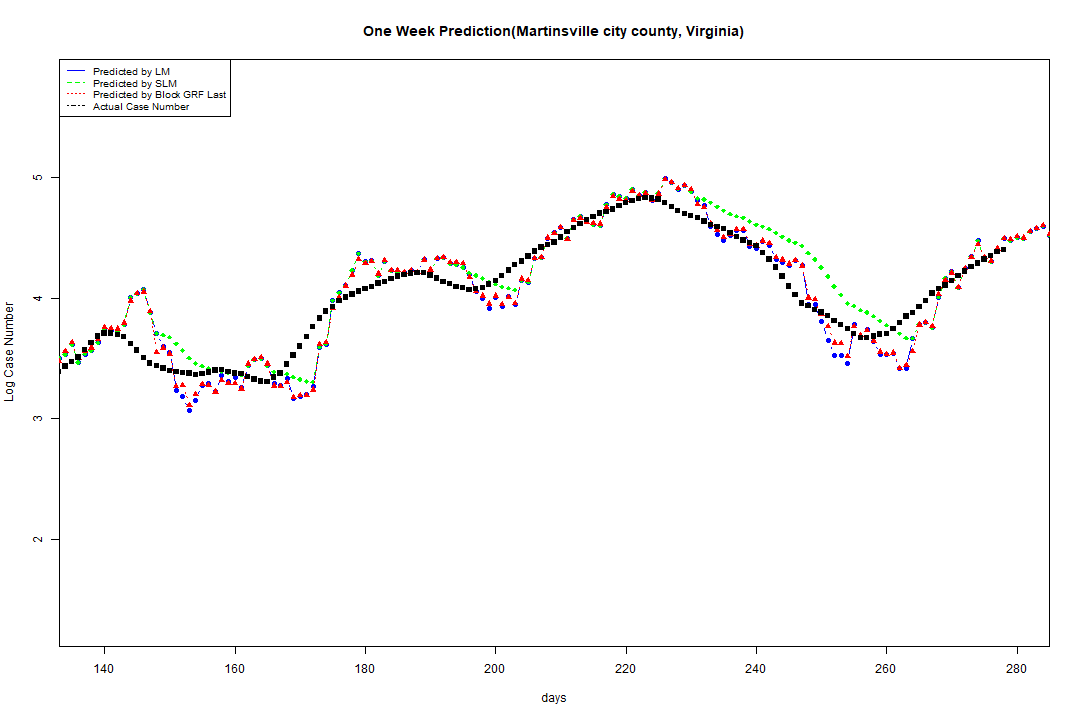 One Week Prediction(Martinsville city county, Virginia)
Predicted by LM
Predicted by SLM
Predicted by Block GRF Last
Actual Case Number
Log Case Number
5
4
3
2
140 160 180 200 220 240 260 280
days